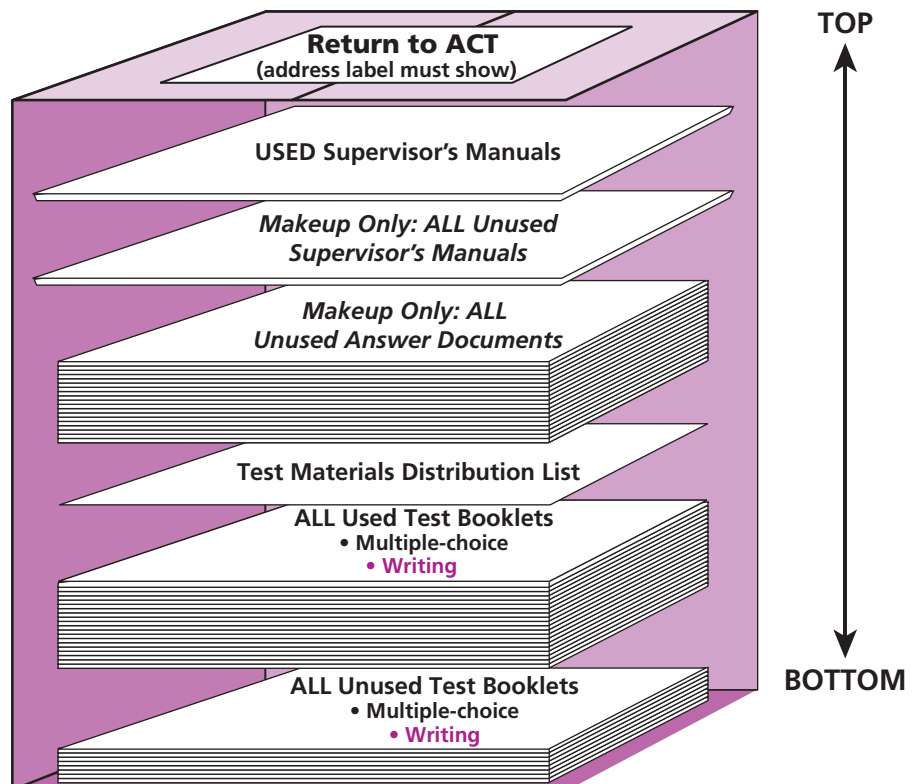 Return to ACT
(address label must show)
TOP
USED Supervisor's Manuals
Makeup Only: ALL Unused
Supervisor's Manuals
Makeup Only: ALL
Unused Answer Documents
Test Materials Distribution List
ALL Used Test Booklets
• Multiple-choice
• Writing
BOTTOM
ALL Unused Test Booklets
• Multiple-choice
• Writing